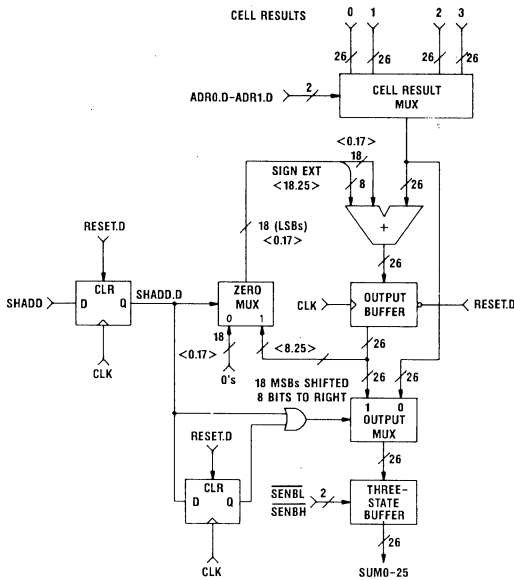 CELL RESULTS
0 1 2 3
26 26 26 26
ADR0.D-ADR1.D
2
CELL RESULT
MUX
<0.17>
18
SIGN EXT
<18.25>
8
26
+
18 (LSBs)
<0.17>
26
RESET.D
CLR
D Q
SHADD
SHADD.D
CLK
ZERO
MUX
0 1
CLK
OUTPUT
BUFFER
RESET.D
18
<0.17>
0's
<8.25>
26
18 MSBs SHIFTED
8 BITS TO RIGHT
26 26
1 0
OUTPUT
MUX
RESET.D
CLR
D Q
CLK
26
SENBL
SENBH
2
THREE-
STATE
BUFFER
26
SUM0-25